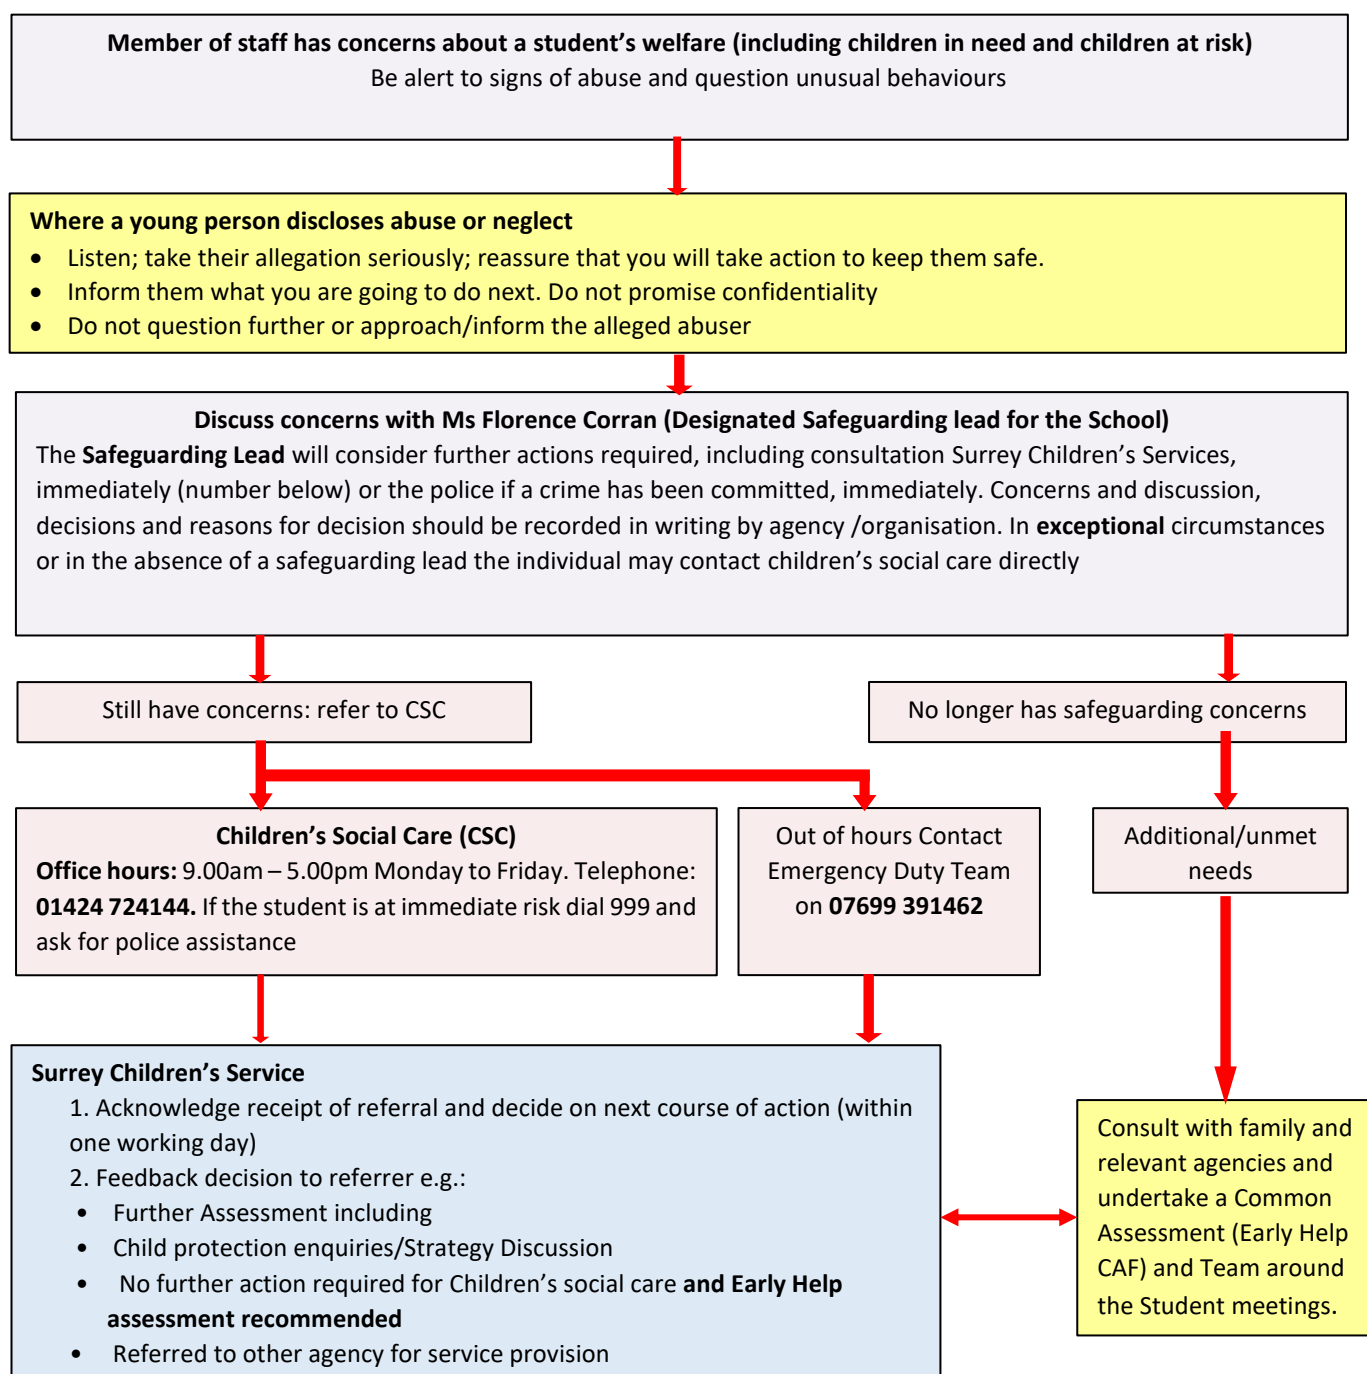 Member of staff has concerns about a student’s welfare (including children in need and children at risk)
Be alert to signs of abuse and question unusual behaviours
Where a young person discloses abuse or neglect
• Listen; take their allegation seriously; reassure that you will take action to keep them safe.
• Inform them what you are going to do next. Do not promise confidentiality
• Do not question further or approach/inform the alleged abuser
Discuss concerns with Ms Florence Corran (Designated Safeguarding lead for the School)
The Safeguarding Lead will consider further actions required, including consultation Surrey Children’s Services,
immediately (number below) or the police if a crime has been committed, immediately. Concerns and discussion,
decisions and reasons for decision should be recorded in writing by agency /organisation. In exceptional circumstances
or in the absence of a safeguarding lead the individual may contact children’s social care directly
Still have concerns: refer to CSC
No longer has safeguarding concerns
Children’s Social Care (CSC)
Office hours: 9.00am – 5.00pm Monday to Friday. Telephone:
01424 724144. If the student is at immediate risk dial 999 and
ask for police assistance
Out of hours Contact
Emergency Duty Team
on 07699 391462
Additional/unmet
needs
Surrey Children’s Service
1. Acknowledge receipt of referral and decide on next course of action (within
one working day)
2. Feedback decision to referrer e.g.:
• Further Assessment including
• Child protection enquiries/Strategy Discussion
• No further action required for Children’s social care and Early Help
assessment recommended
• Referred to other agency for service provision
Consult with family and
relevant agencies and
undertake a Common
Assessment (Early Help
CAF) and Team around
the Student meetings.